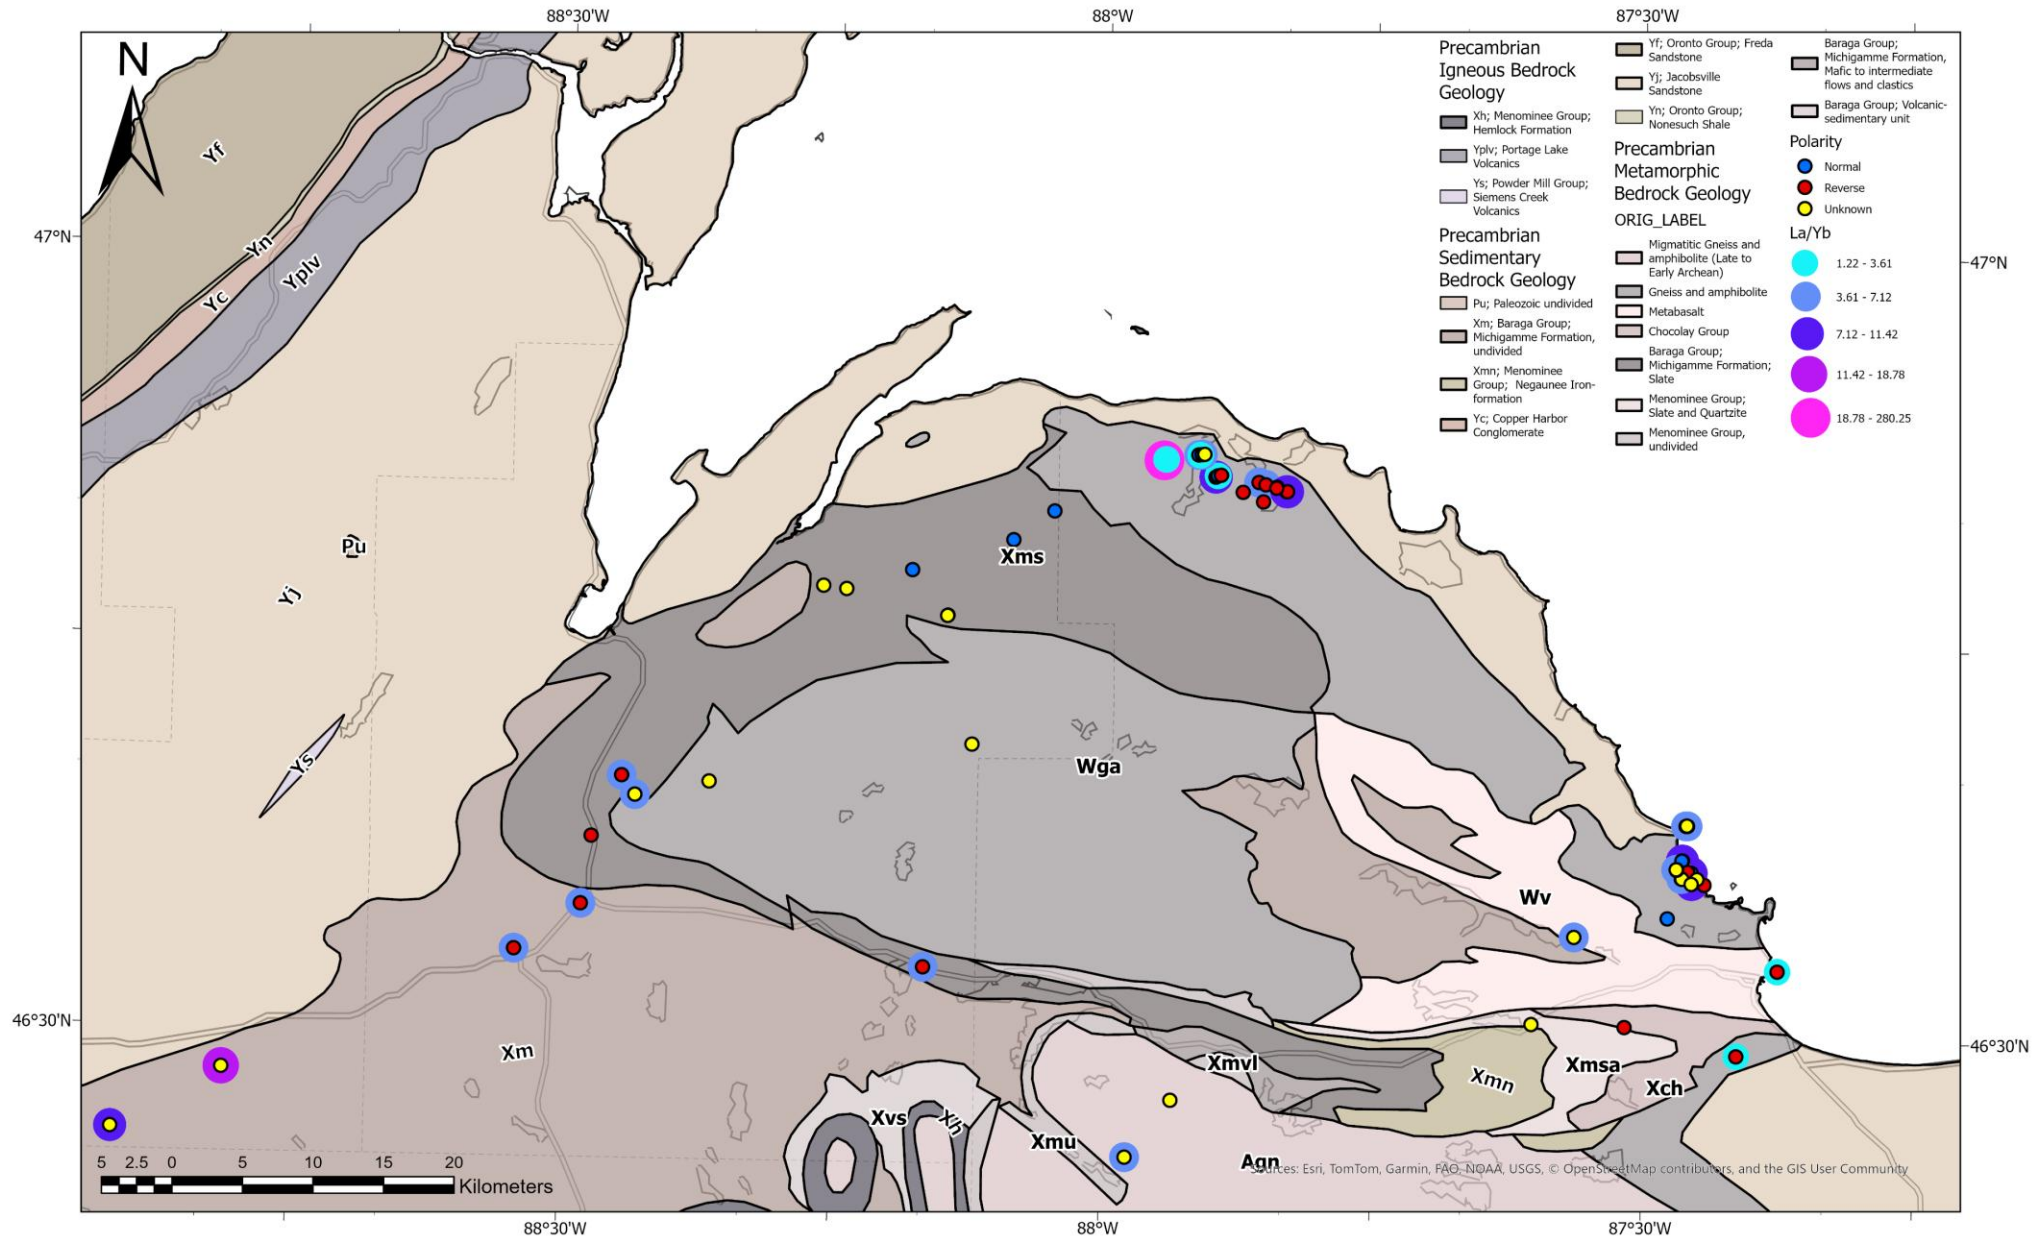 88°30'W
88°W
87°30'W
N
47°N
47°N
46°30'N
46°30'N
88°30'W
88°W
87°30'W
Precambrian
Igneous Bedrock
Geology
Xh; Menominee Group;
Hemlock Formation
Yplv; Portage Lake
Volcanics
Ys; Powder Mill Group;
Siemens Creek
Volcanics
Precambrian
Sedimentary
Bedrock Geology
Pu; Paleozoic undivided
Xm; Baraga Group;
Michigamme Formation,
undivided
Xmn; Menominee
Group;  Negaunee Iron-
formation
Yc; Copper Harbor
Conglomerate
Yf; Oronto Group; Freda
Sandstone
Yj; Jacobsville
Sandstone
Yn; Oronto Group;
Nonesuch Shale
Precambrian
Metamorphic
Bedrock Geology
ORIG_LABEL
Migmatitic Gneiss and
amphibolite (Late to
Early Archean)
Gneiss and amphibolite
Metabasalt
Chocolay Group
Baraga Group;
Michigamme Formation;
Slate
Menominee Group;
Slate and Quartzite
Menominee Group,
undivided
Baraga Group;
Michigamme Formation,
Mafic to intermediate
flows and clastics
Baraga Group; Volcanic-
sedimentary unit
Polarity
Normal
Reverse
Unknown
La/Yb
1.22 - 3.61
3.61 - 7.12
7.12 - 11.42
11.42 - 18.78
18.78 - 280.25
Yf
Yn
Yc
Yplv
Pu
Yj
Ys
Xms
Wga
Wv
Xm
Xmvl
Xmn
Xmsa
Xch
Xvs
Xh
Xmu
Agn
5 2.5 0 5 10 15 20
Kilometers
Sources: Esri, TomTom, Garmin, FAO, NOAA, USGS, © OpenStreetMap contributors, and the GIS User Community